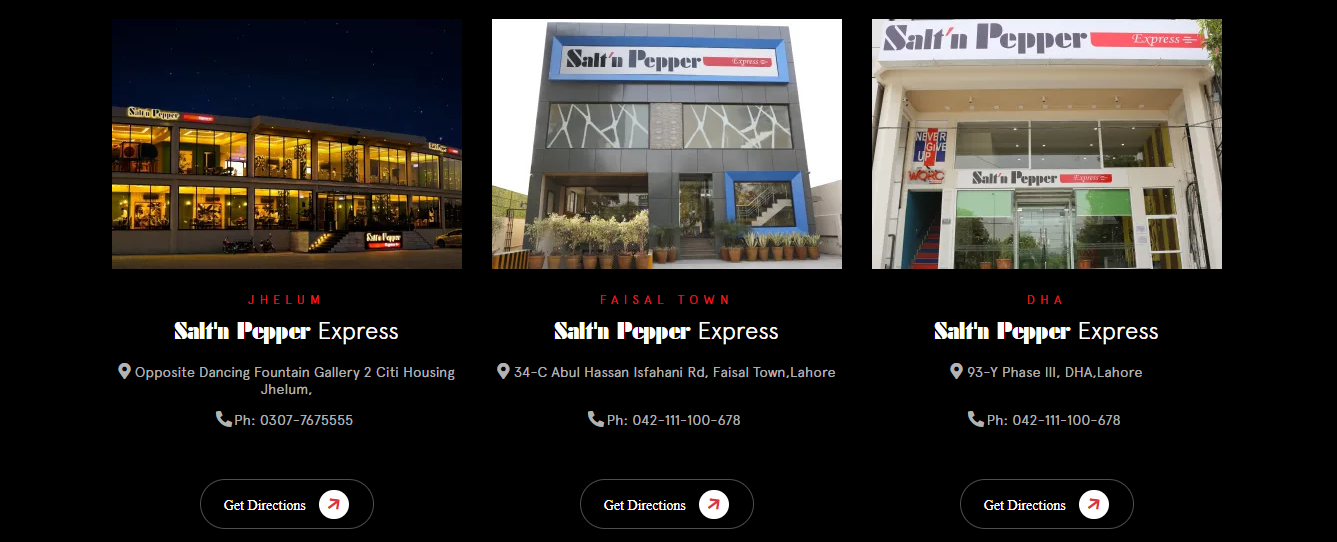 Salt'n Pepper
Salt'n Pepper
Salt'n Pepper Express
Salt'n Pepper Express
NEVER
GIVE
UP
WORC
Salt'n Pepper Express
JHELUM
Salt'n Pepper Express
Opposite Dancing Fountain Gallery 2 Citi Housing
Jhelum,
Ph: 0307-7675555
Get Directions
FAISAL TOWN
Salt'n Pepper Express
34-C Abul Hassan Isfahani Rd, Faisal Town,Lahore
Ph: 042-111-100-678
Get Directions
DHA
Salt'n Pepper Express
93-Y Phase III, DHA,Lahore
Ph: 042-111-100-678
Get Directions